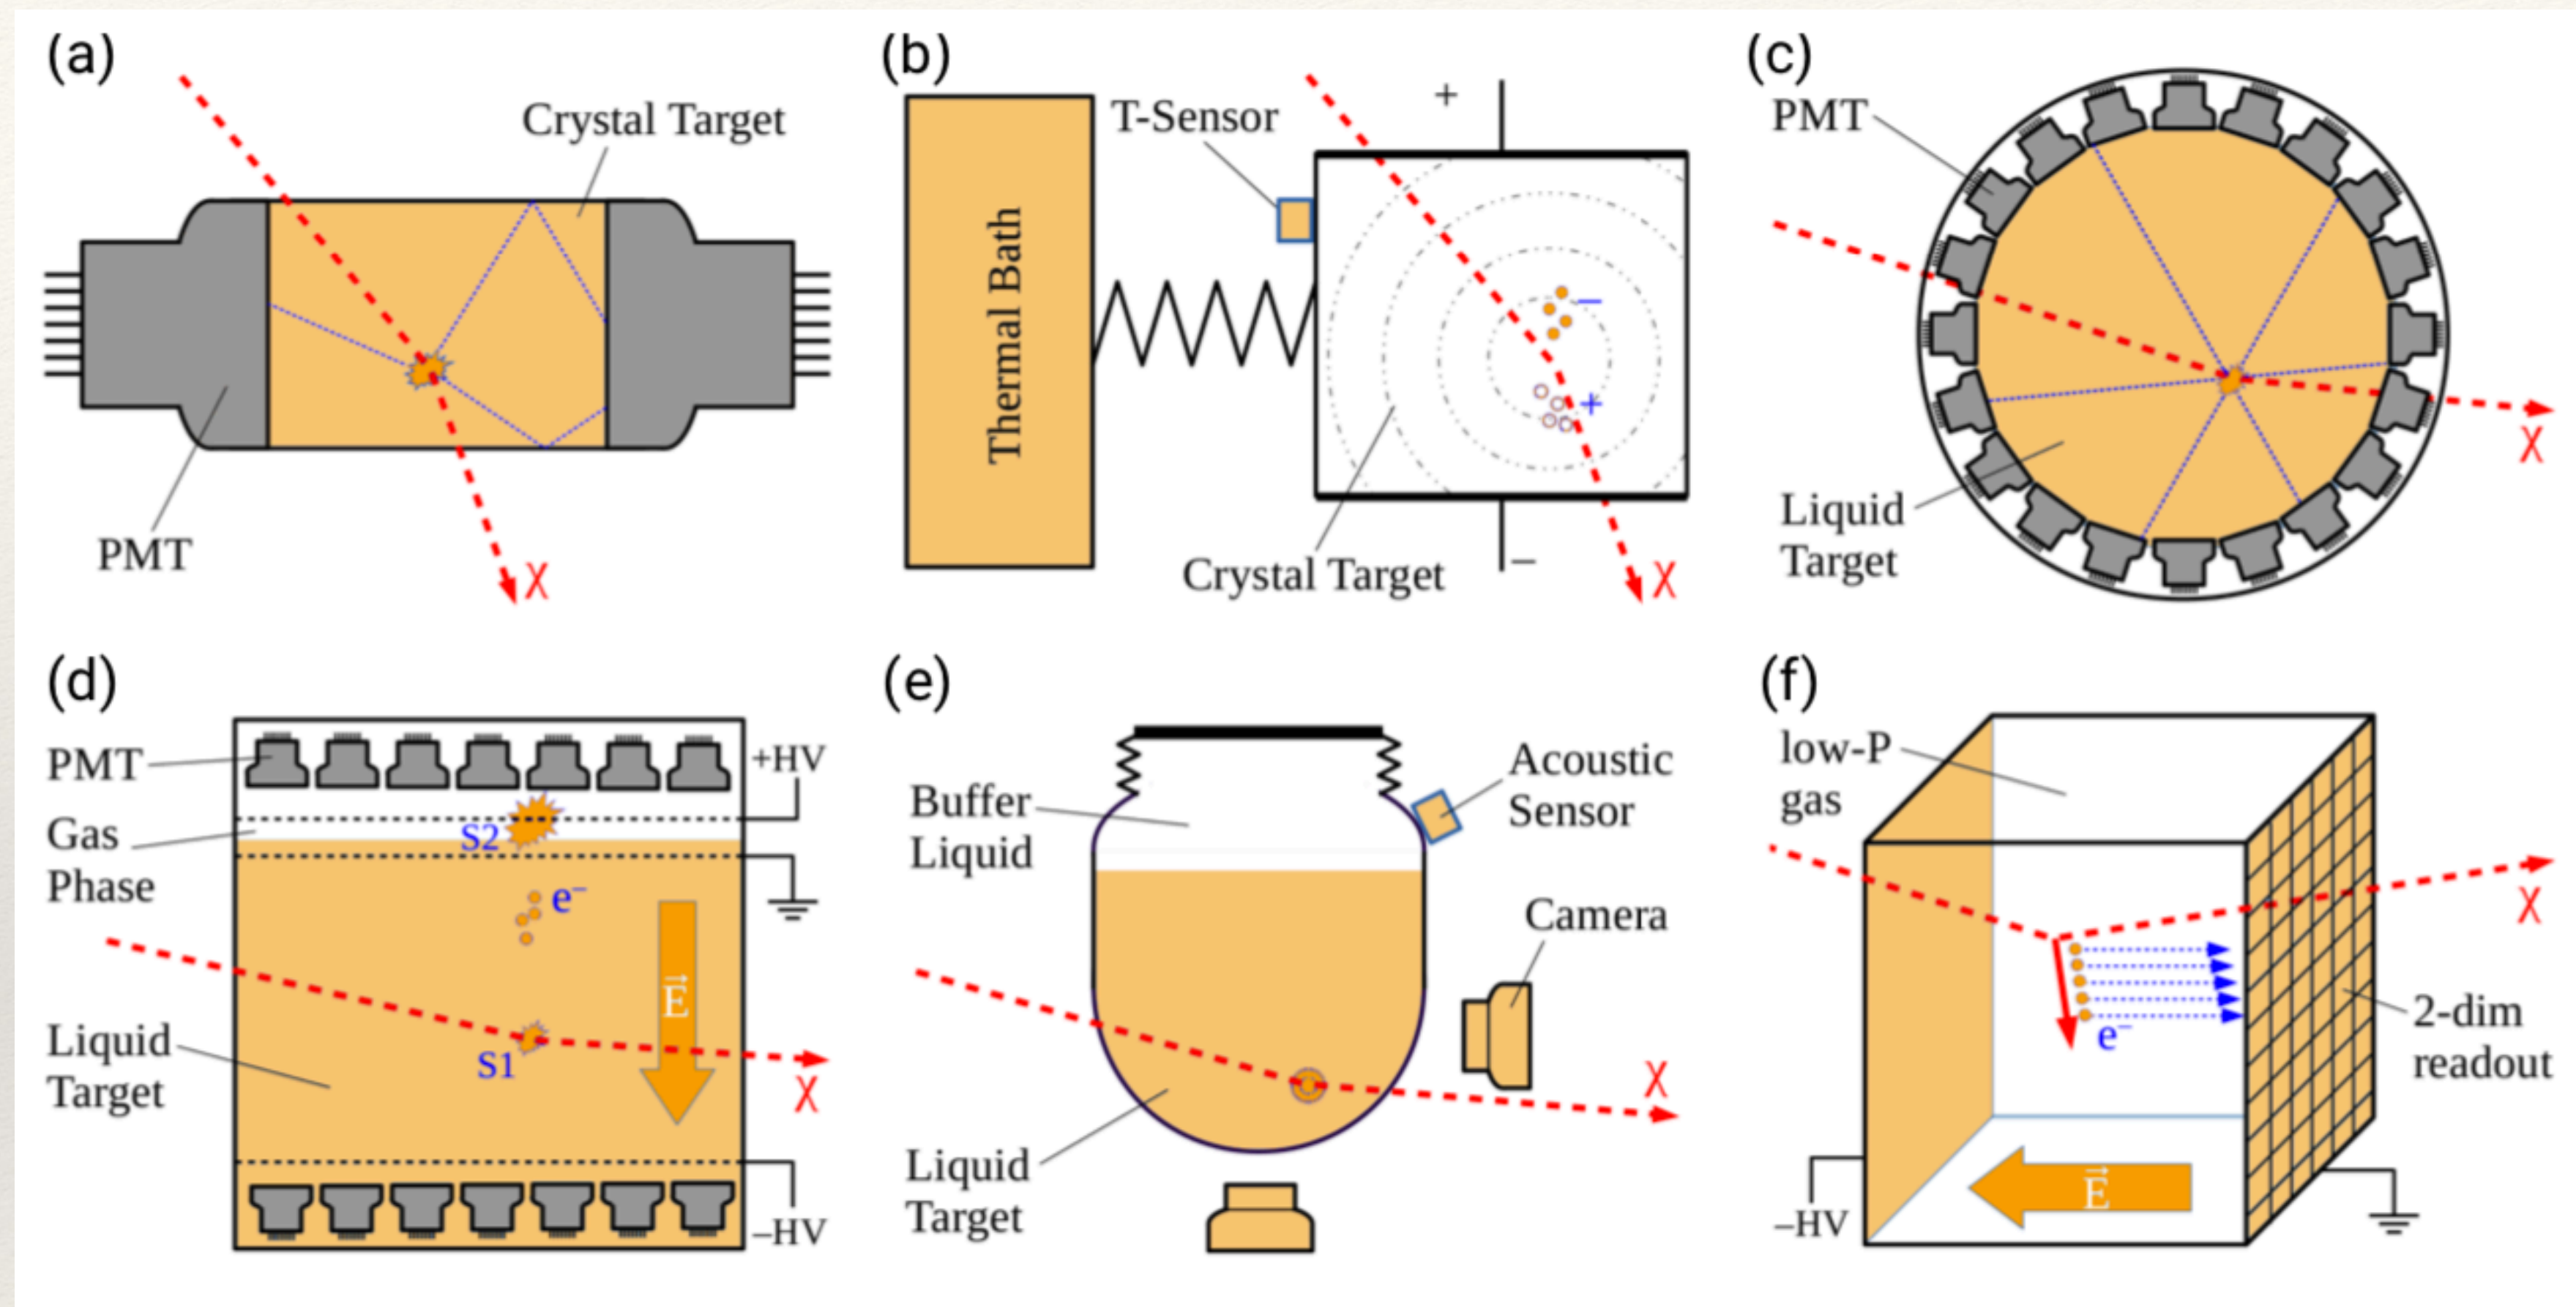 (a)
Crystal Target
PMT
χ
(b)
T-Sensor
+
Thermal Bath
–
+
Crystal Target
–
χ
(c)
PMT
χ
Liquid
Target
(d)
PMT
+HV
Gas
Phase
S2
e⁻
E⃗
S1
Liquid
Target
χ
–HV
(e)
Buffer
Liquid
Acoustic
Sensor
Camera
χ
Liquid
Target
(f)
low-P
gas
χ
e⁻
2-dim
readout
E⃗
–HV